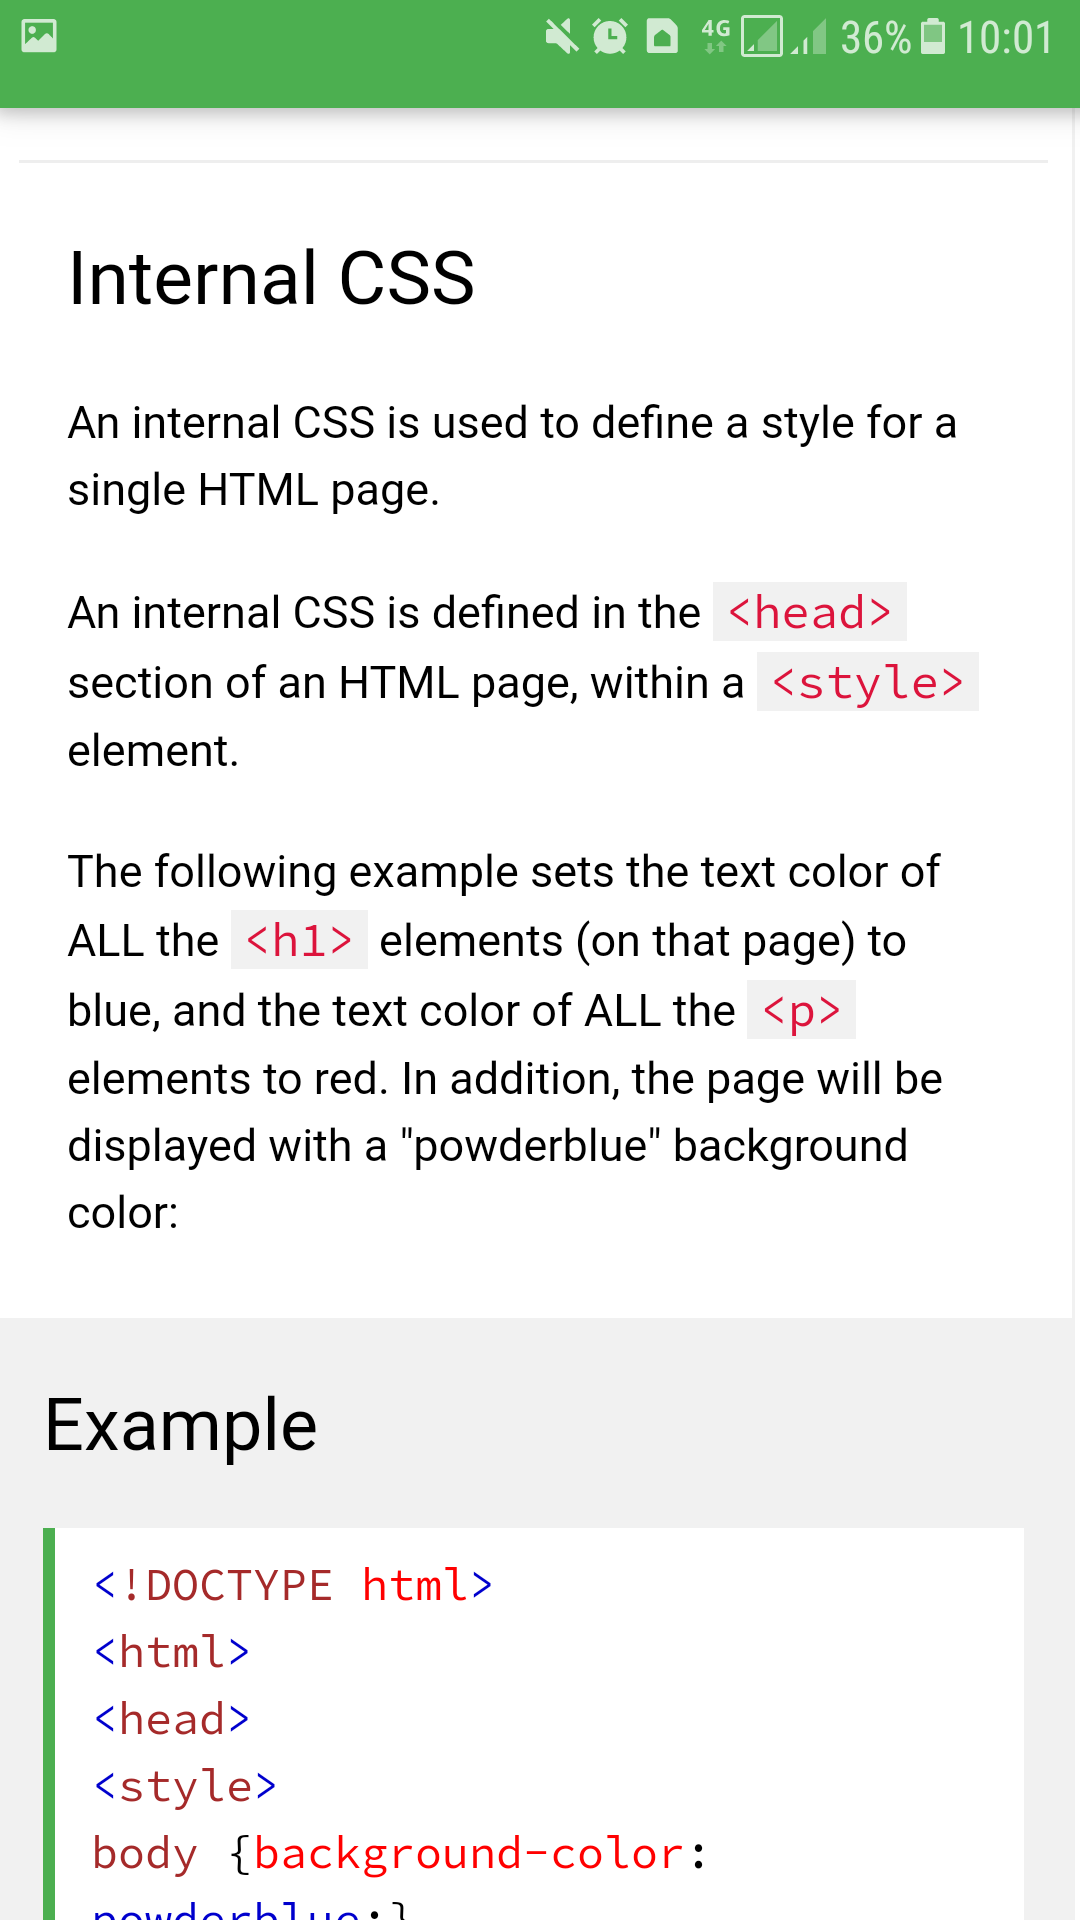 4G 36% 10:01
Internal CSS
An internal CSS is used to define a style for a
single HTML page.
An internal CSS is defined in the <head>
section of an HTML page, within a <style>
element.
The following example sets the text color of
ALL the <h1> elements (on that page) to
blue, and the text color of ALL the <p>
elements to red. In addition, the page will be
displayed with a "powderblue" background
color:
Example
<!DOCTYPE html>
<html>
<head>
<style>
body {background-color:
powderblue;}